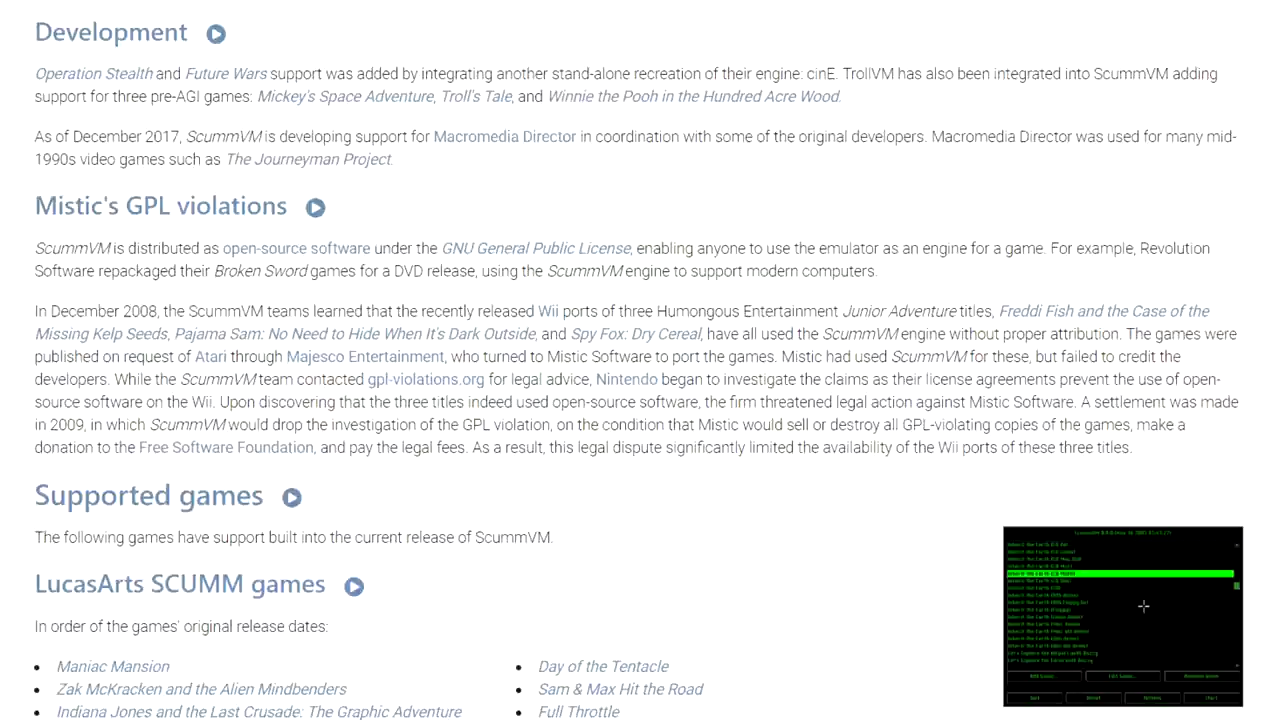 Development
Operation Stealth and Future Wars support was added by integrating another stand-alone recreation of their engine: cinE. TrollVM has also been integrated into ScummVM adding
support for three pre-AGI games: Mickey's Space Adventure, Troll's Tale, and Winnie the Pooh in the Hundred Acre Wood.
As of December 2017, ScummVM is developing support for Macromedia Director in coordination with some of the original developers. Macromedia Director was used for many mid-
1990s video games such as The Journeyman Project.
Mistic's GPL violations
ScummVM is distributed as open-source software under the GNU General Public License, enabling anyone to use the emulator as an engine for a game. For example, Revolution
Software repackaged their Broken Sword games for a DVD release, using the ScummVM engine to support modern computers.
In December 2008, the ScummVM teams learned that the recently released Wii ports of three Humongous Entertainment Junior Adventure titles, Freddi Fish and the Case of the
Missing Kelp Seeds, Pajama Sam: No Need to Hide When It's Dark Outside, and Spy Fox: Dry Cereal, have all used the ScummVM engine without proper attribution. The games were
published on request of Atari through Majesco Entertainment, who turned to Mistic Software to port the games. Mistic had used ScummVM for these, but failed to credit the
developers. While the ScummVM team contacted gpl-violations.org for legal advice, Nintendo began to investigate the claims as their license agreements prevent the use of open-
source software on the Wii. Upon discovering that the three titles indeed used open-source software, the firm threatened legal action against Mistic Software. A settlement was made
in 2009, in which ScummVM would drop the investigation of the GPL violation, on the condition that Mistic would sell or destroy all GPL-violating copies of the games, make a
donation to the Free Software Foundation, and pay the legal fees. As a result, this legal dispute significantly limited the availability of the Wii ports of these three titles.
Supported games
The following games have support built into the current release of ScummVM.
LucasArts SCUMM games
In order of the games' original release date:
Maniac Mansion
Zak McKracken and the Alien Mindbenders
Indiana Jones and the Last Crusade: The Graphic Adventure
Day of the Tentacle
Sam & Max Hit the Road
Full Throttle